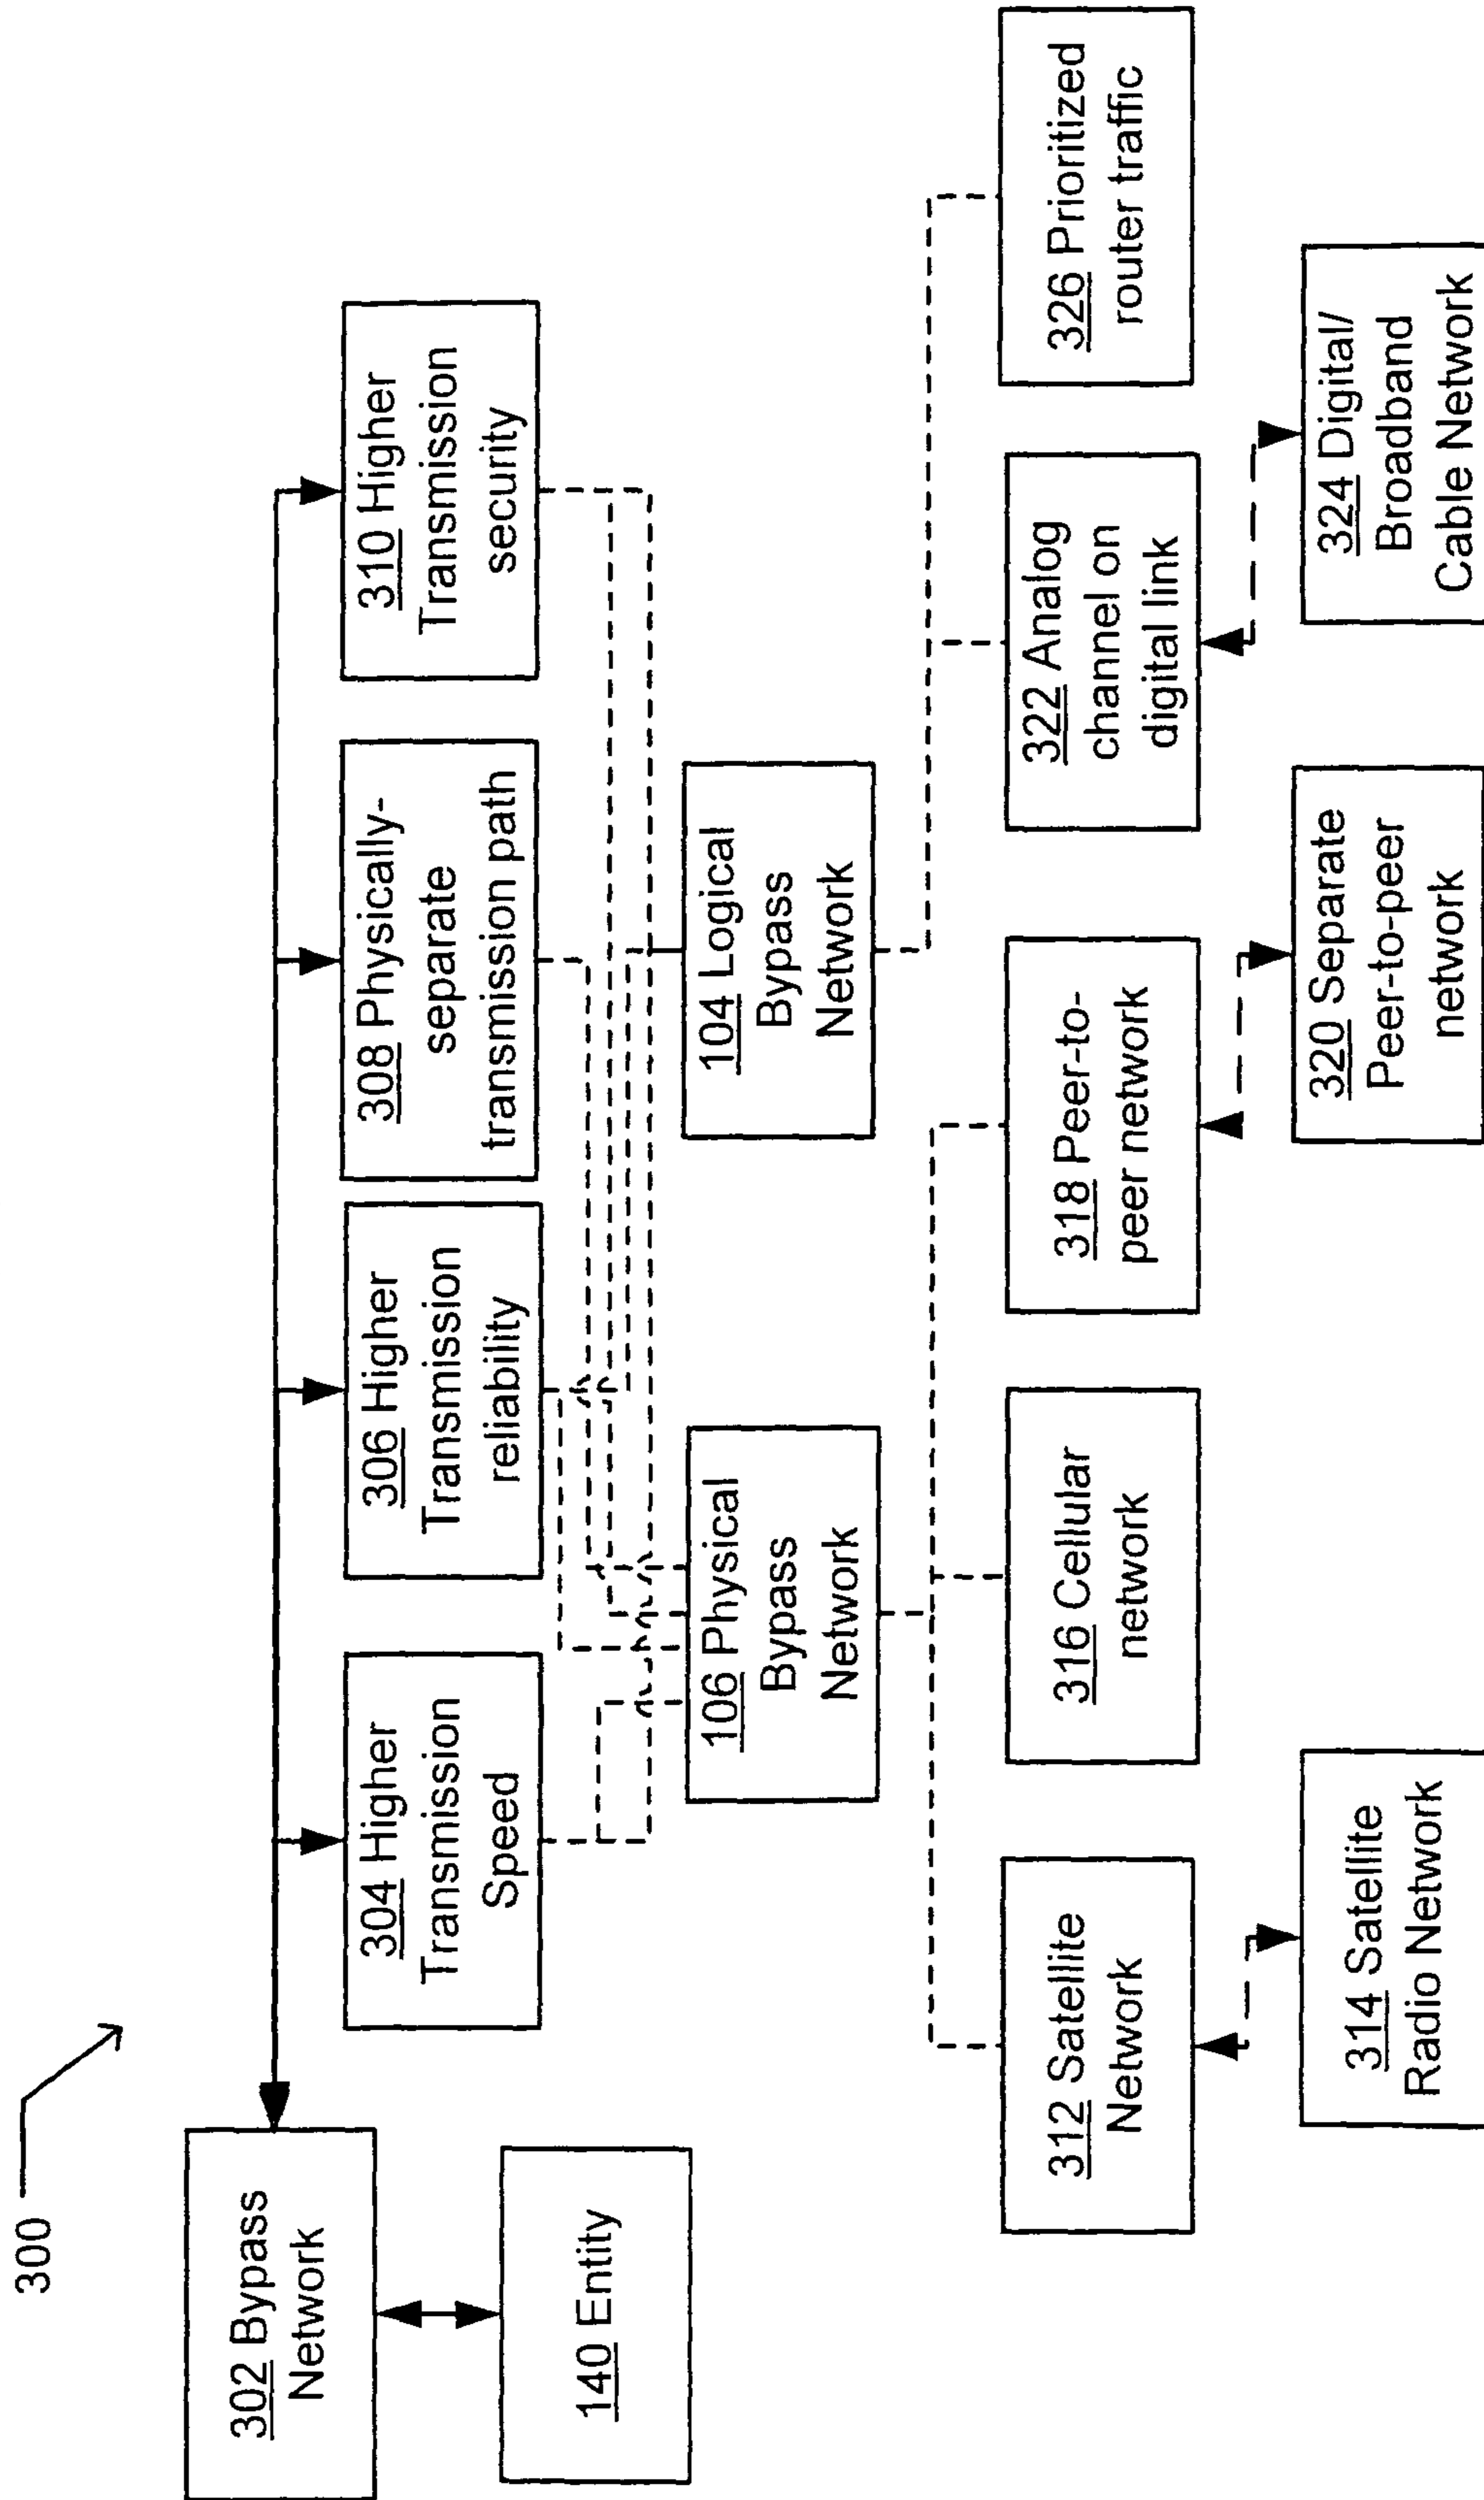 300
302 Bypass
Network
140 Entity
304 Higher
Transmission
Speed
306 Higher
Transmission
reliability
308 Physically-
separate
transmission path
310 Higher
Transmission
security
106 Physical
Bypass
Network
104 Logical
Bypass
Network
312 Satellite
Network
316 Cellular
network
318 Peer-to-
peer network
322 Analog
channel on
digital link
326 Prioritized
router traffic
314 Satellite
Radio Network
320 Separate
Peer-to-peer
network
324 Digital/
Broadband
Cable Network